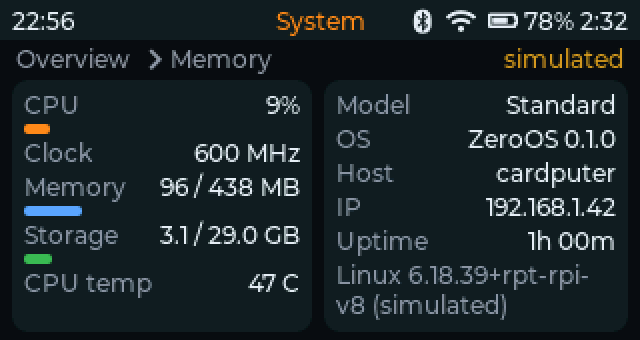 22:56 System 78% 2:32
Overview > Memory simulated
CPU 9%
Clock 600 MHz
Memory 96 / 438 MB
Storage 3.1 / 29.0 GB
CPU temp 47 C
Model Standard
OS ZeroOS 0.1.0
Host cardputer
IP 192.168.1.42
Uptime 1h 00m
Linux 6.18.39+rpt-rpi-
v8 (simulated)